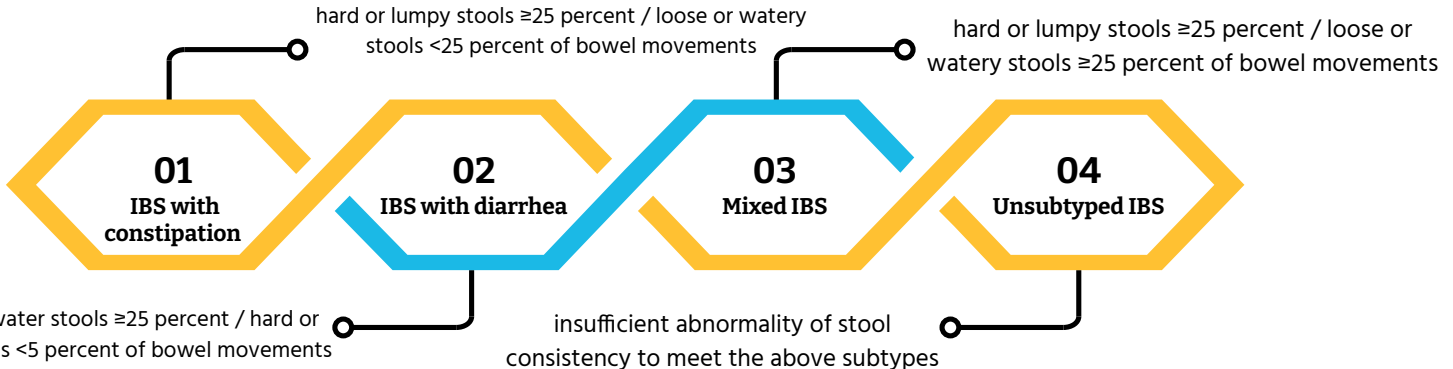 hard or lumpy stools ≥25 percent / loose or watery
stools <25 percent of bowel movements
hard or lumpy stools ≥25 percent / loose or
watery stools ≥25 percent of bowel movements
01
IBS with
constipation
02
IBS with diarrhea
03
Mixed IBS
04
Unsubtyped IBS
stools ≥25 percent / hard or
<5 percent of bowel movements
insufficient abnormality of stool
consistency to meet the above subtypes